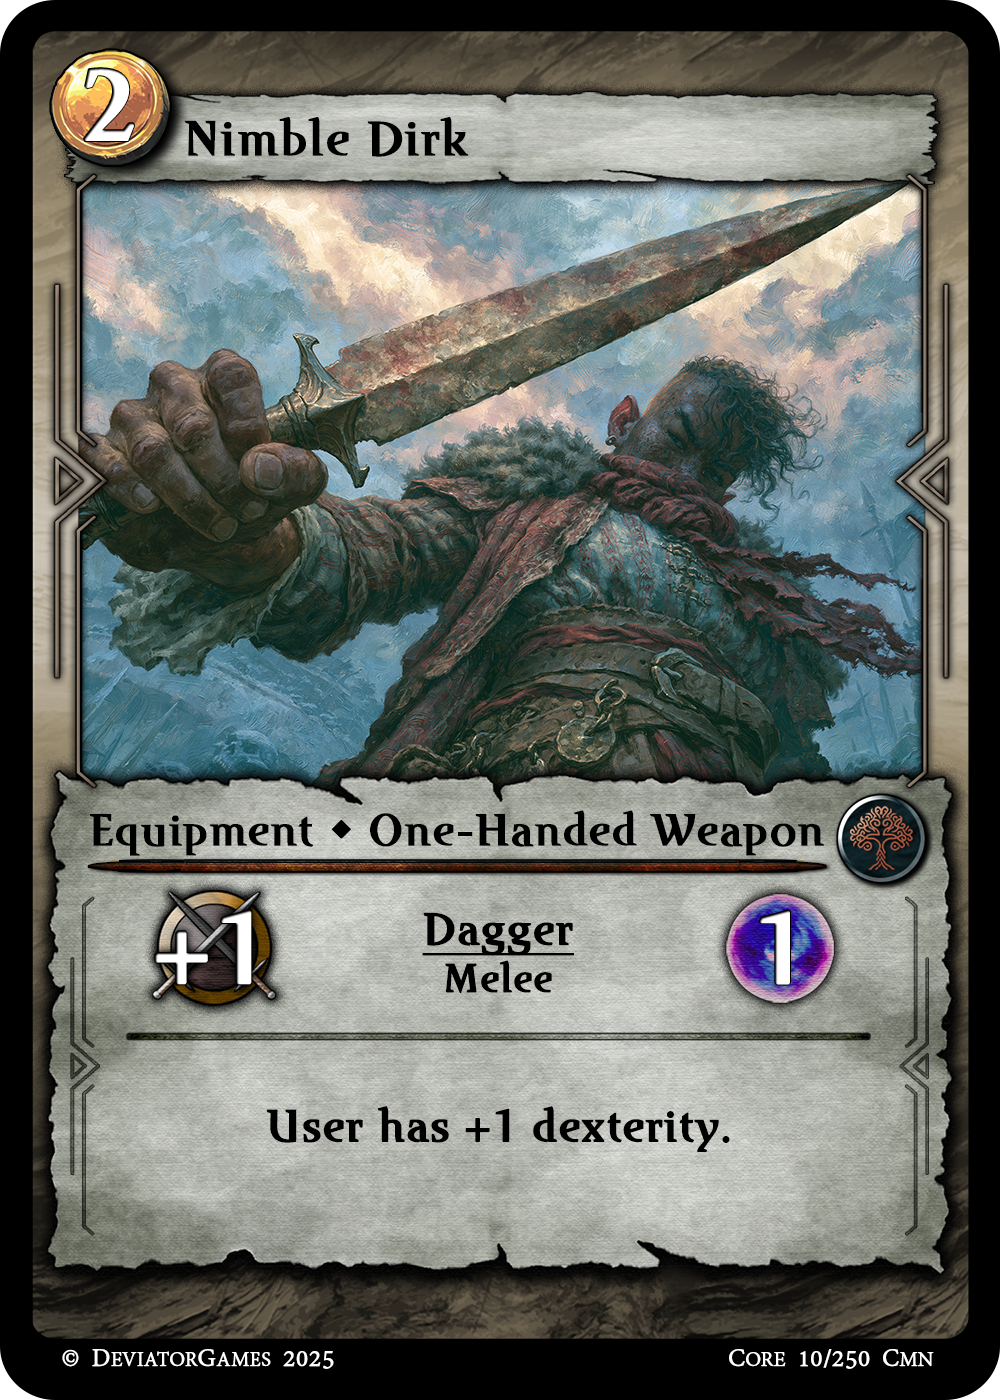 2
Nimble Dirk
Equipment ◆ One-Handed Weapon
+1
Dagger
1
Melee
User has +1 dexterity.
© DeviatorGames 2025
Core 10/250 Cmn